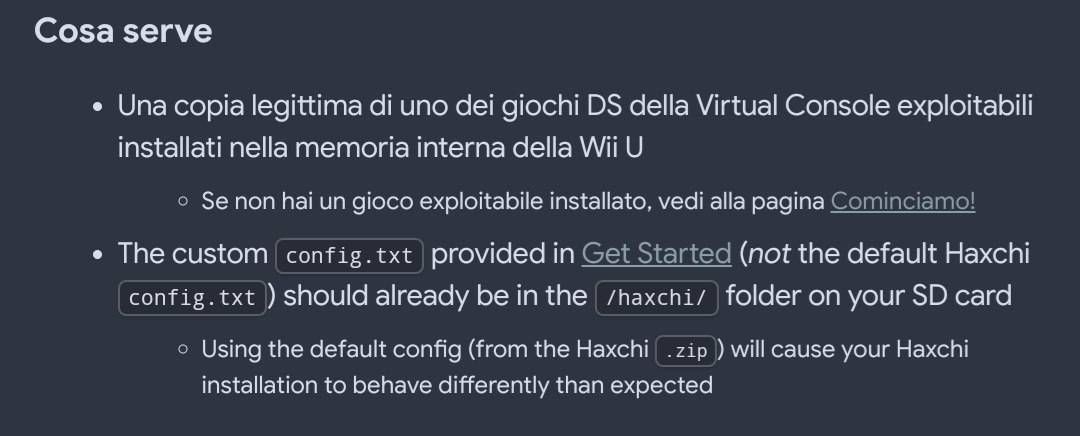 Cosa serve
• Una copia legittima di uno dei giochi DS della Virtual Console exploitabili
installati nella memoria interna della Wii U
◦ Se non hai un gioco exploitabile installato, vedi alla pagina Cominciamo!
• The custom config.txt provided in Get Started (not the default Haxchi
config.txt) should already be in the /haxchi/ folder on your SD card
◦ Using the default config (from the Haxchi .zip) will cause your Haxchi
installation to behave differently than expected